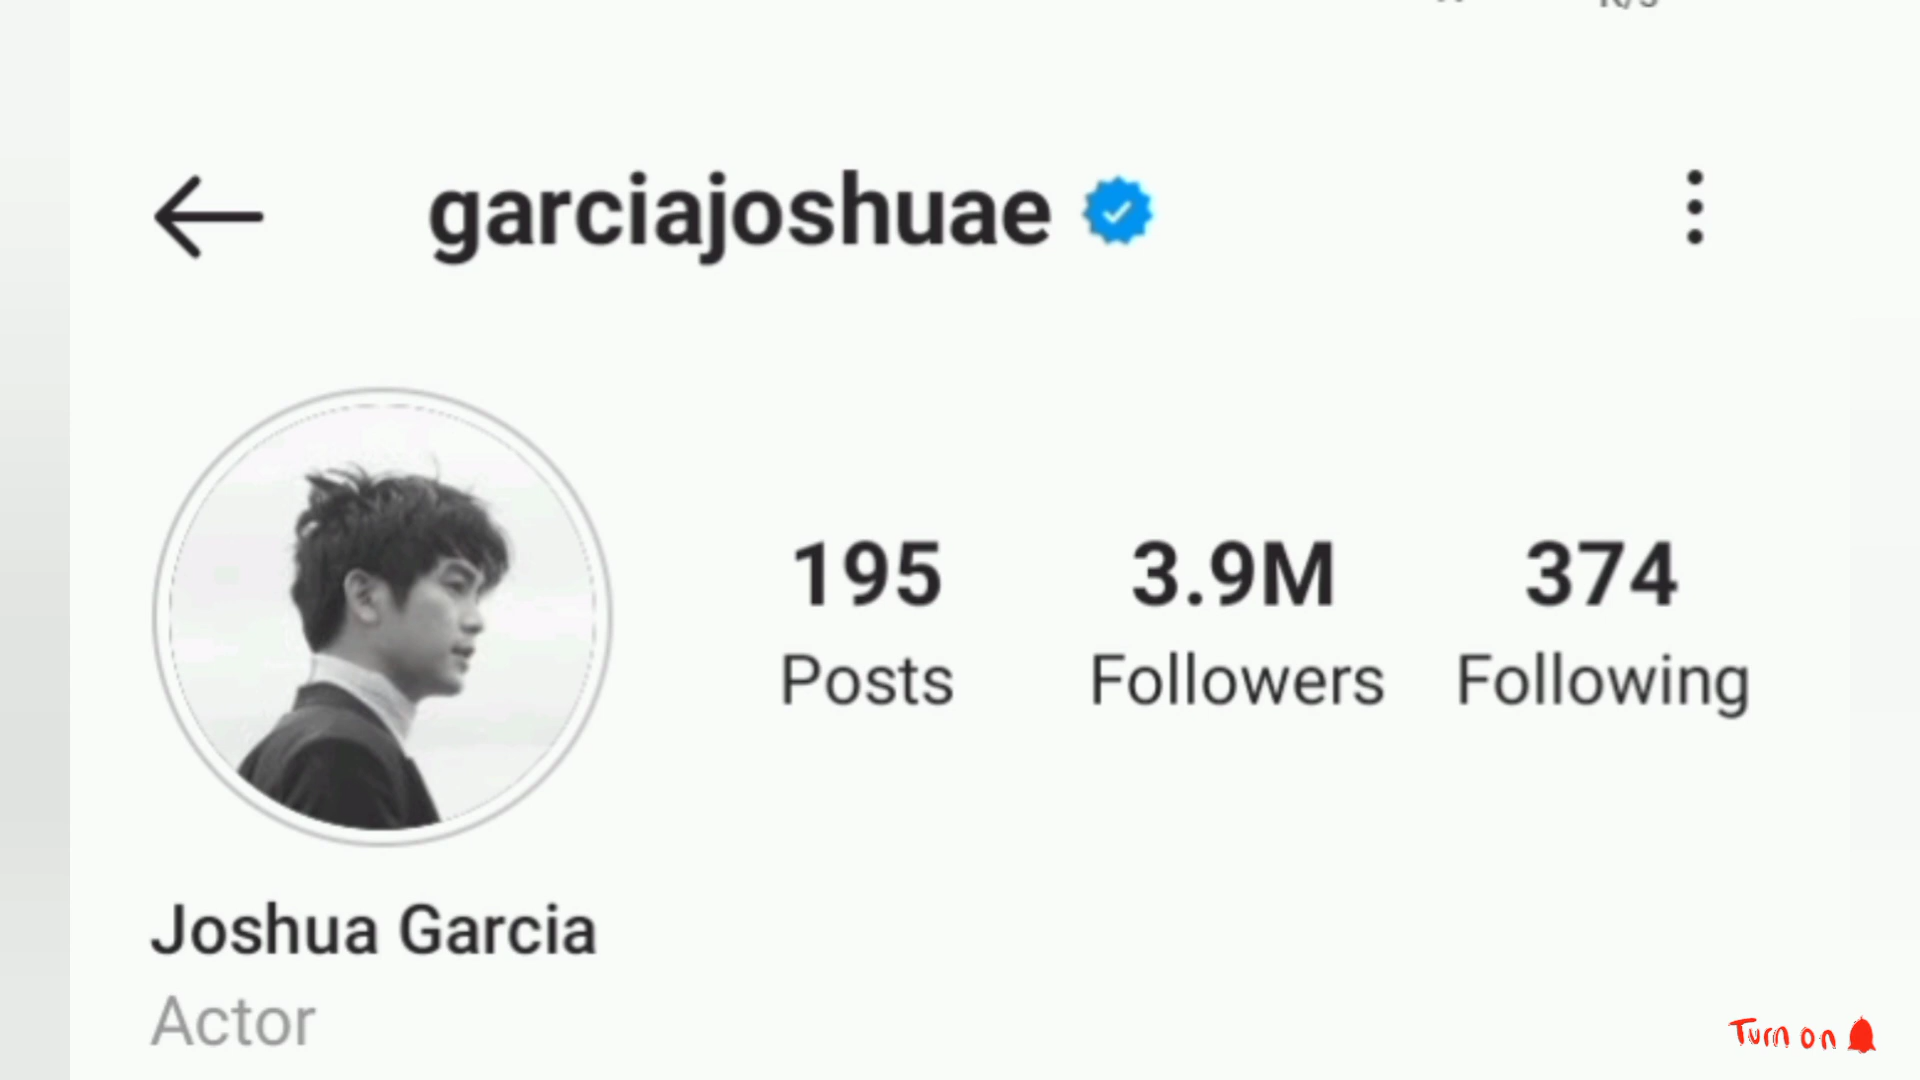 garciajoshuae
195 3.9M 374
Posts Followers Following
Joshua Garcia
Actor
Turn on